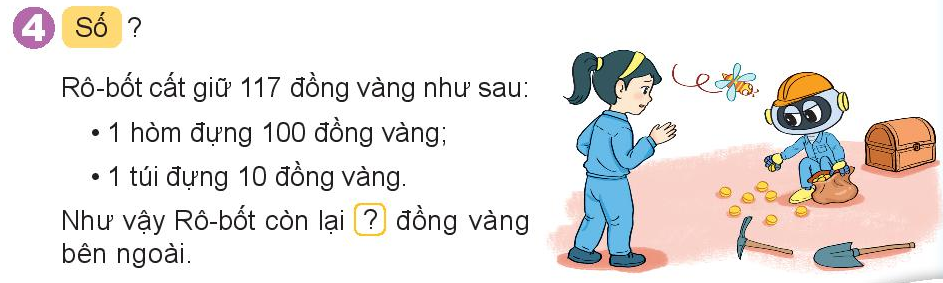 4 Số ?
Rô-bốt cất giữ 117 đồng vàng như sau:
• 1 hòm đựng 100 đồng vàng;
• 1 túi đựng 10 đồng vàng.
Như vậy Rô-bốt còn lại ? đồng vàng
bên ngoài.